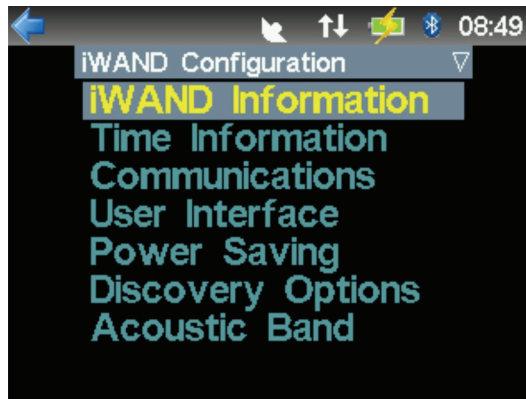 08:49
iWAND Configuration
iWAND Information
Time Information
Communications
User Interface
Power Saving
Discovery Options
Acoustic Band